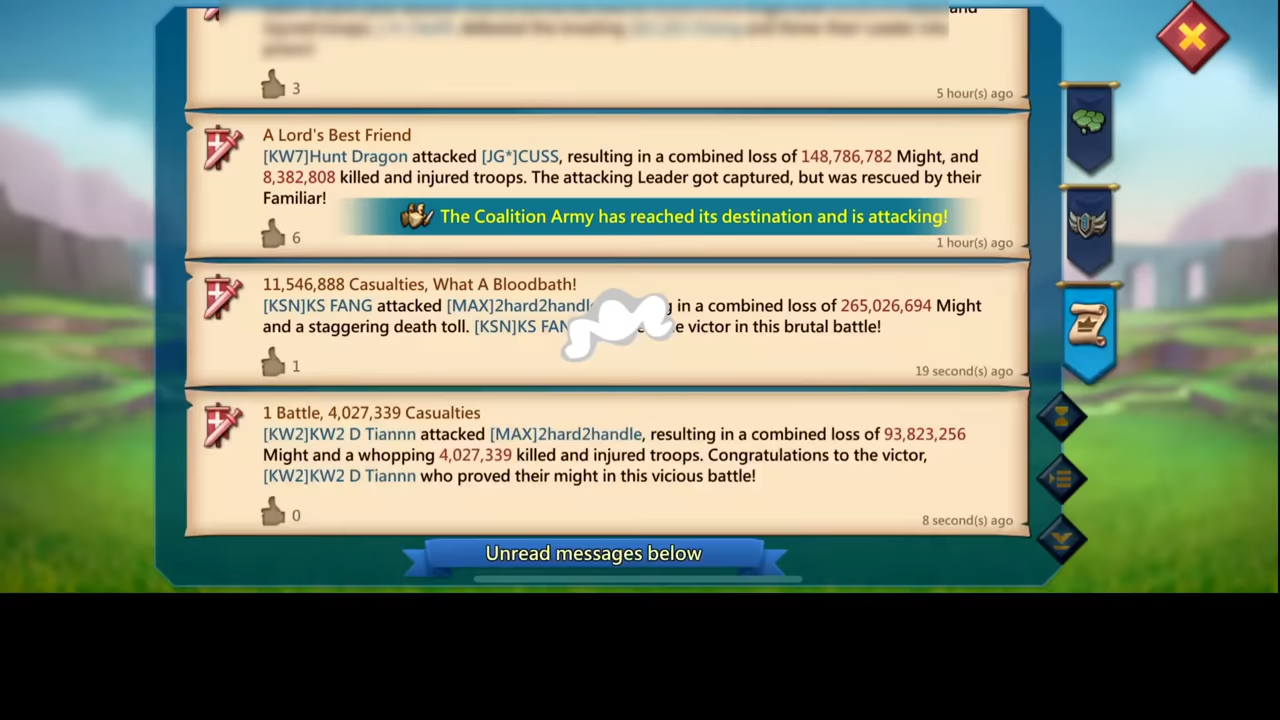 and
3
5 hour(s) ago
A Lord's Best Friend
[KW7]Hunt Dragon attacked [JG*]CUSS, resulting in a combined loss of 148,786,782 Might, and
8,382,808 killed and injured troops. The attacking Leader got captured, but was rescued by their
Familiar!
The Coalition Army has reached its destination and is attacking!
6
1 hour(s) ago
11,546,888 Casualties, What A Bloodbath!
[KSN]KS FANG attacked [MAX]2hard2handle in a combined loss of 265,026,694 Might
and a staggering death toll. [KSN]KS victor in this brutal battle!
1
19 second(s) ago
1 Battle, 4,027,339 Casualties
[KW2]KW2 D Tiannn attacked [MAX]2hard2handle, resulting in a combined loss of 93,823,256
Might and a whopping 4,027,339 killed and injured troops. Congratulations to the victor,
[KW2]KW2 D Tiannn who proved their might in this vicious battle!
0
8 second(s) ago
Unread messages below